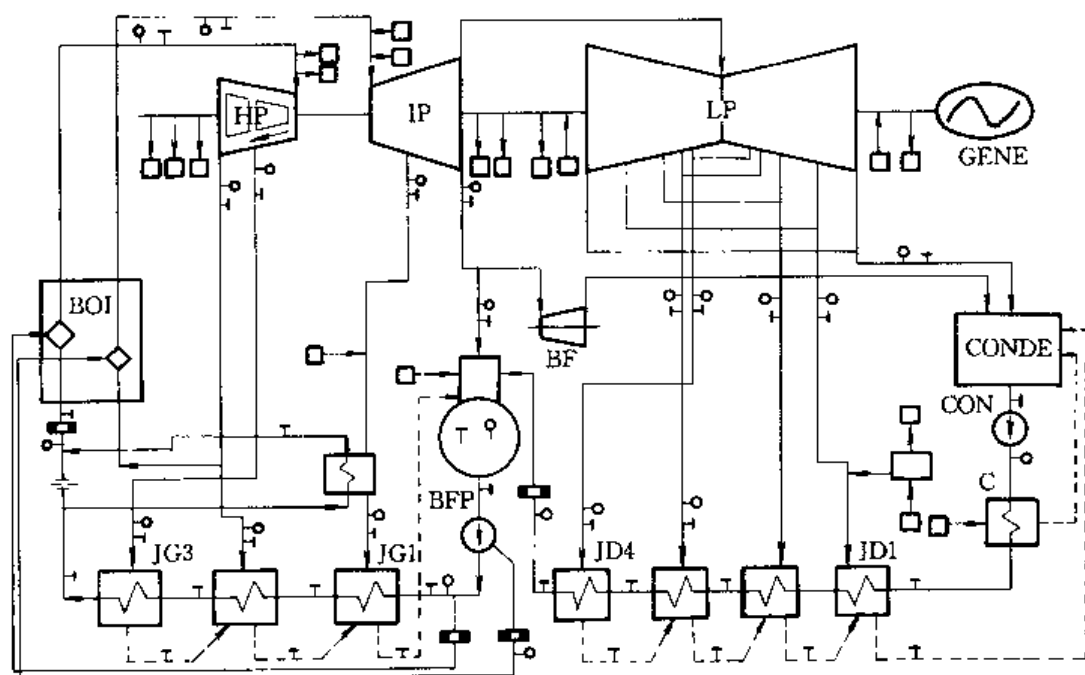 HP
IP
LP
GENE
BOI
BF
CONDE
CON
C
BFP
JG3
JG1
JD4
JD1